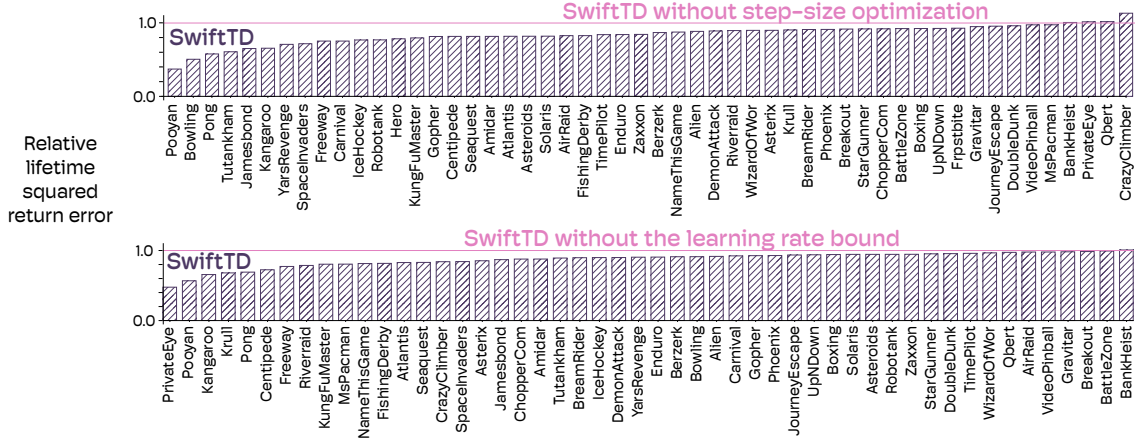 SwiftTD without step-size optimization
1.0
SwiftTD
0.0
Pooyan
Bowling
Pong
Tutankham
Jamesbond
Kangaroo
YarsRevenge
SpaceInvaders
Freeway
Carnival
IceHockey
Robotank
Hero
KungFuMaster
Gopher
Centipede
Seaquest
Amidar
Atlantis
Asteroids
Solaris
AirRaid
FishingDerby
TimePilot
Enduro
Zaxxon
Berzerk
NameThisGame
Alien
DemonAttack
Riverraid
WizardOfWor
Asterix
Krull
BreamRider
Phoenix
Breakout
StarGunner
ChopperCom
BattleZone
Boxing
UpNDown
Frpstbite
Gravitar
JourneyEscape
DoubleDunk
VideoPinball
MsPacman
BankHeist
PrivateEye
Qbert
CrazyClimber
Relative
lifetime
squared
return error
SwiftTD without the learning rate bound
1.0
SwiftTD
0.0
PrivateEye
Pooyan
Kangaroo
Krull
Pong
Centipede
Freeway
Riverraid
KungFuMaster
MsPacman
NameThisGame
FishingDerby
Atlantis
Seaquest
CrazyClimber
SpaceInvaders
Asterix
Jamesbond
ChopperCom
Amidar
Tutankham
BreamRider
IceHockey
DemonAttack
YarsRevenge
Enduro
Berzerk
Bowling
Alien
Carnival
Gopher
Phoenix
JourneyEscape
UpNDown
Boxing
Solaris
Asteroids
Robotank
Zaxxon
StarGunner
DoubleDunk
TimePilot
WizardOfWor
Qbert
AirRaid
VideoPinball
Gravitar
Breakout
BattleZone
BankHeist